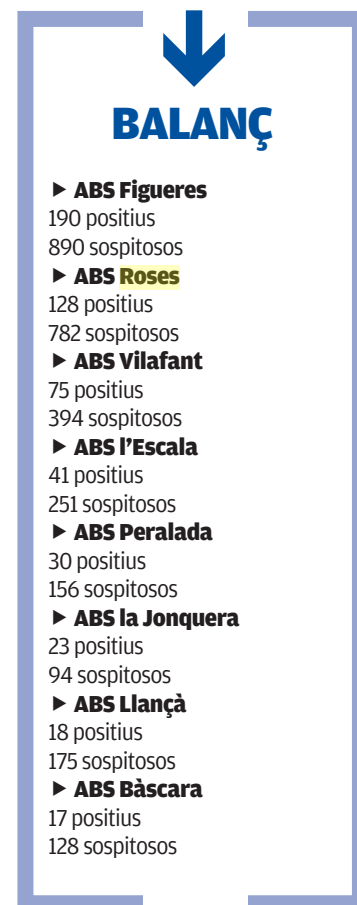 BALANÇ
▶ ABS Figueres
190 positius
890 sospitosos
▶ ABS Roses
128 positius
782 sospitosos
▶ ABS Vilafant
75 positius
394 sospitosos
▶ ABS l’Escala
41 positius
251 sospitosos
▶ ABS Peralada
30 positius
156 sospitosos
▶ ABS la Jonquera
23 positius
94 sospitosos
▶ ABS Llançà
18 positius
175 sospitosos
▶ ABS Bàscara
17 positius
128 sospitosos